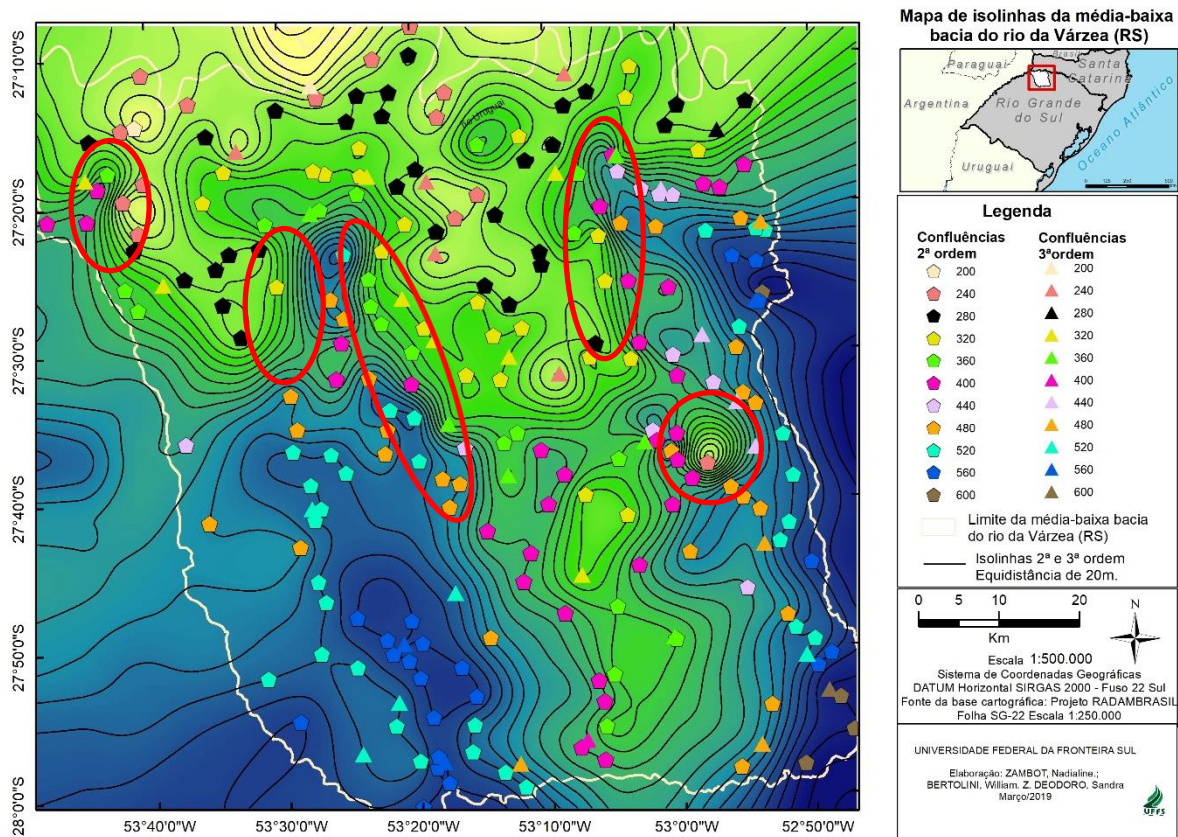 Mapa de isolinhas da média-baixa
bacia do rio da Várzea (RS)
Paraguai
Brasil
Santa
Catarina
Argentina
Rio Grande
do Sul
Uruguai
Oceano Atlântico
0 125 250 500
Km
Legenda
Confluências
2ª ordem
Confluências
3ªordem
200 200
240 240
280 280
320 320
360 360
400 400
440 440
480 480
520 520
560 560
600 600
Limite da média-baixa bacia
do rio da Várzea (RS)
Isolinhas 2ª e 3ª ordem
Equidistância de 20m.
0 5 10 20
Km
N
Escala 1:500.000
Sistema de Coordenadas Geográficas
DATUM Horizontal SIRGAS 2000 - Fuso 22 Sul
Fonte da base cartográfica: Projeto RADAMBRASIL
Folha SG-22 Escala 1:250.000
UNIVERSIDADE FEDERAL DA FRONTEIRA SUL
Elaboração: ZAMBOT, Nadialine.;
BERTOLINI, William. Z. DEODORO, Sandra
Março/2019
UFFS
27°10'0"S
27°20'0"S
27°30'0"S
27°40'0"S
27°50'0"S
28°0'0"S
Uruguai
53°40'0"W
53°30'0"W
53°20'0"W
53°10'0"W
53°0'0"W
52°50'0"W